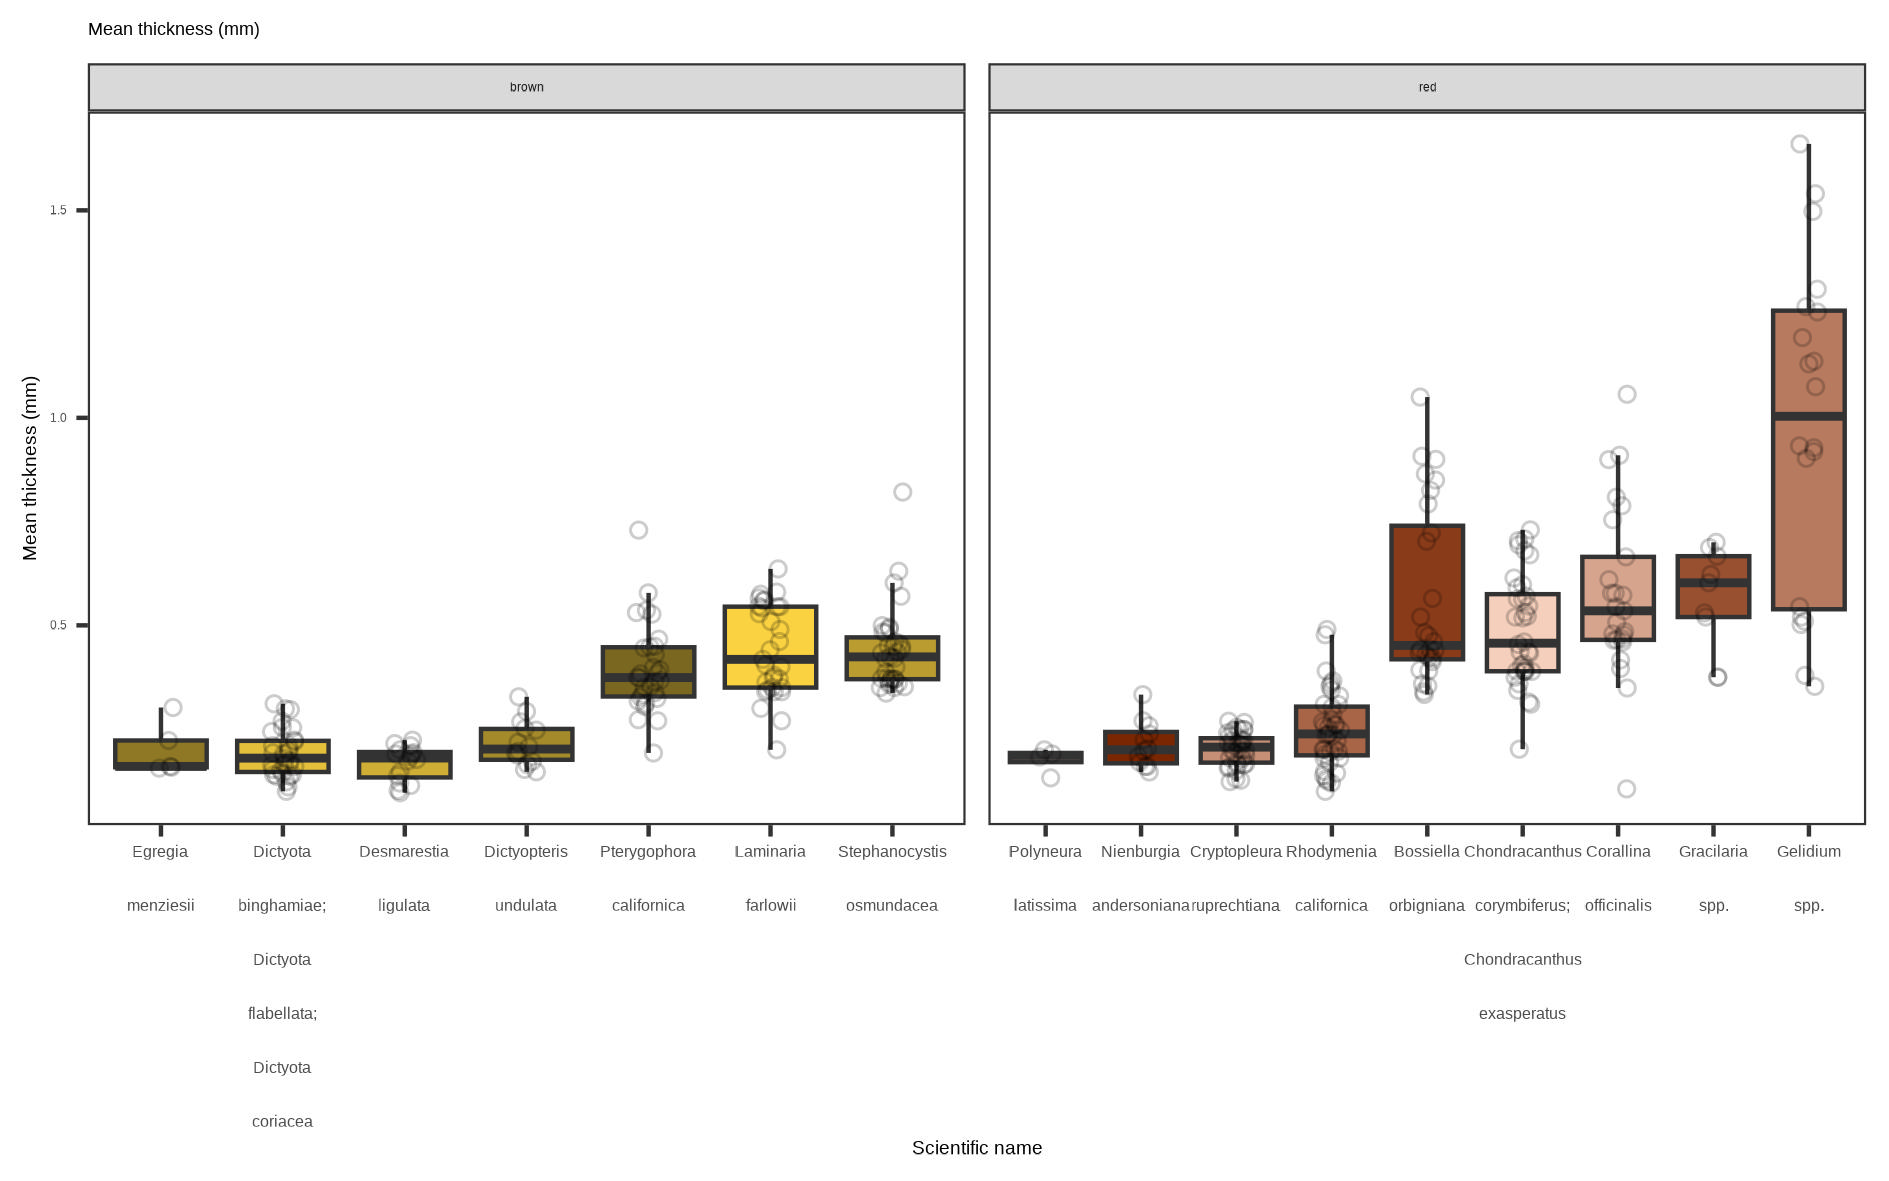 Mean thickness (mm)
brown
red
Mean thickness (mm)
1.5
1.0
0.5
Egregia
menziesii
Dictyota
binghamiae;
Dictyota
flabellata;
Dictyota
coriacea
Desmarestia
ligulata
Dictyopteris
undulata
Pterygophora
californica
Laminaria
farlowii
Stephanocystis
osmundacea
Polyneura
latissima
Nienburgia
andersoniana
Cryptopleura
ruprechtiana
Rhodymenia
californica
Bossiella
orbigniana
Chondracanthus
corymbiferus;
Chondracanthus
exasperatus
Corallina
officinalis
Gracilaria
spp.
Gelidium
spp.
Scientific name